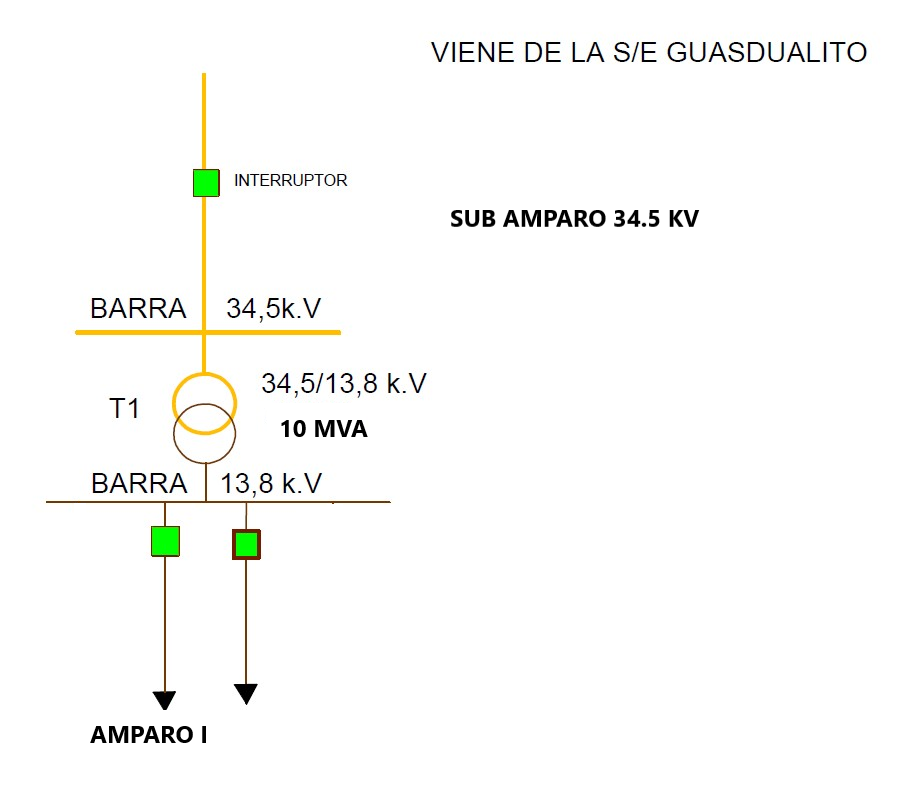 VIENE DE LA S/E GUASDUALITO
INTERRUPTOR
SUB AMPARO 34.5 KV
BARRA 34,5k.V
34,5/13,8 k.V
T1
10 MVA
BARRA 13,8 k.V
AMPARO I